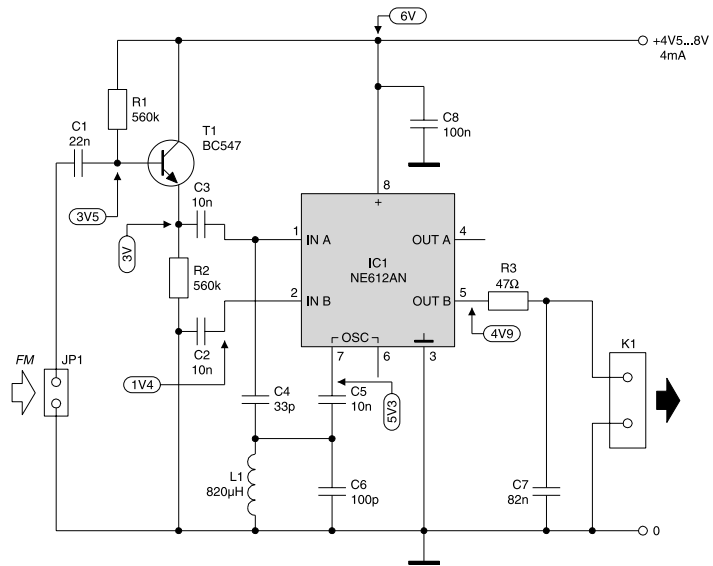 6V
+4V5...8V
4mA
R1
560k
C8
100n
C1
22n
T1
BC547
3V5
C3
10n
8
+
3V
1
IN A
OUT A
4
IC1
NE612AN
R2
560k
R3
47Ω
2
IN B
OUT B
5
C2
10n
OSC
4V9
K1
7
6
3
FM
JP1
1V4
C4
33p
C5
10n
5V3
L1
820µH
C6
100p
C7
82n
0